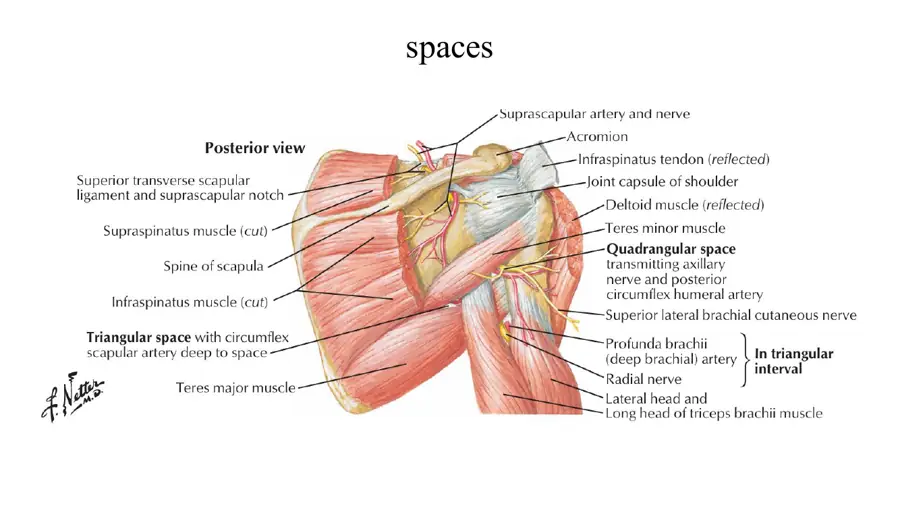 spaces
Posterior view
Superior transverse scapular
ligament and suprascapular notch
Supraspinatus muscle (cut)
Spine of scapula
Infraspinatus muscle (cut)
Triangular space with circumflex
scapular artery deep to space
Teres major muscle
Suprascapular artery and nerve
Acromion
Infraspinatus tendon (reflected)
Joint capsule of shoulder
Deltoid muscle (reflected)
Teres minor muscle
Quadrangular space
transmitting axillary
nerve and posterior
circumflex humeral artery
Superior lateral brachial cutaneous nerve
Profunda brachii
(deep brachial) artery
Radial nerve
In triangular
interval
Lateral head and
Long head of triceps brachii muscle
F. Netter
M.D.